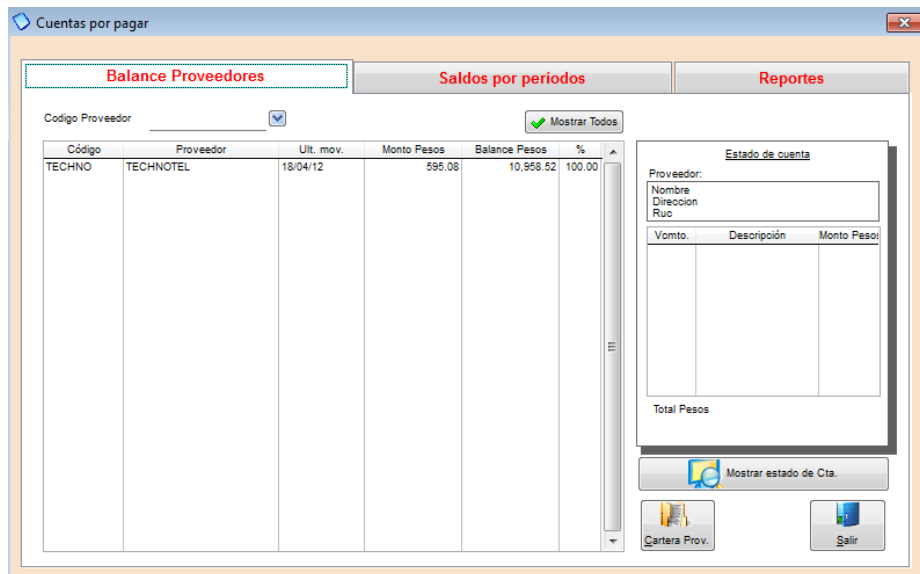 Cuentas por pagar
Balance Proveedores Saldos por períodos Reportes
Codigo Proveedor Mostrar Todos
Código Proveedor Ult. mov. Monto Pesos Balance Pesos %
TECHNO TECHNOTEL 18/04/12 595.08 10,958.52 100.00
Estado de cuenta
Proveedor:
Nombre
Direccion
Ruc
Vcmto. Descripción Monto Pesos
Total Pesos
Mostrar estado de Cta.
Cartera Prov. Salir